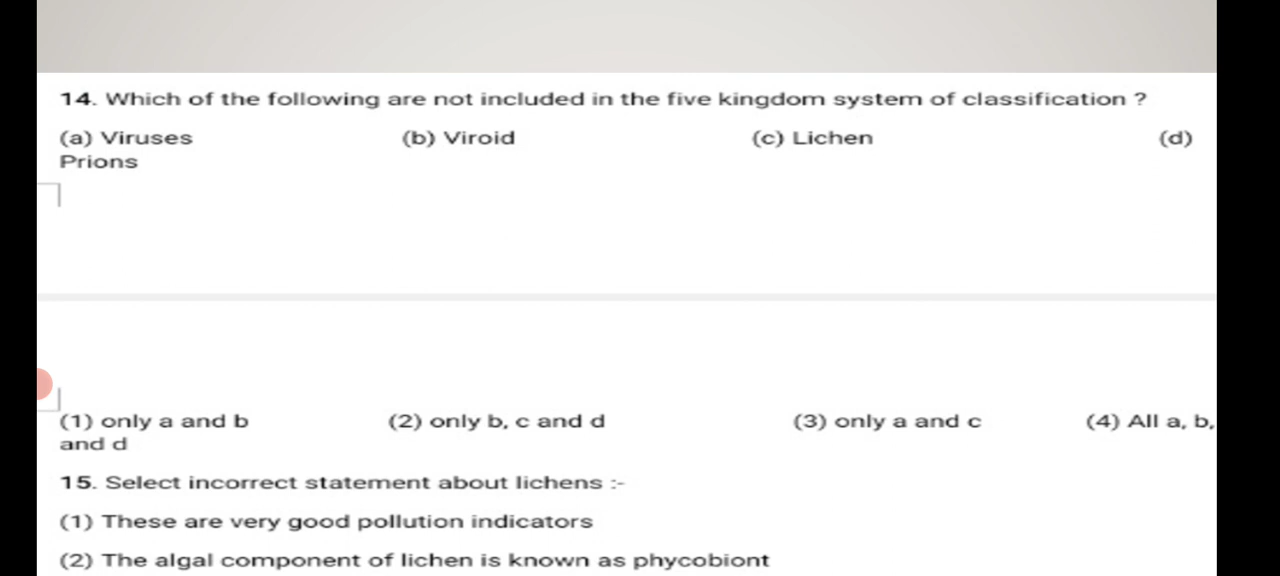 14. Which of the following are not included in the five kingdom system of classification ?
(a) Viruses (b) Viroid (c) Lichen (d)
Prions
(1) only a and b (2) only b, c and d (3) only a and c (4) All a, b,
and d
15. Select incorrect statement about lichens :-
(1) These are very good pollution indicators
(2) The algal component of lichen is known as phycobiont